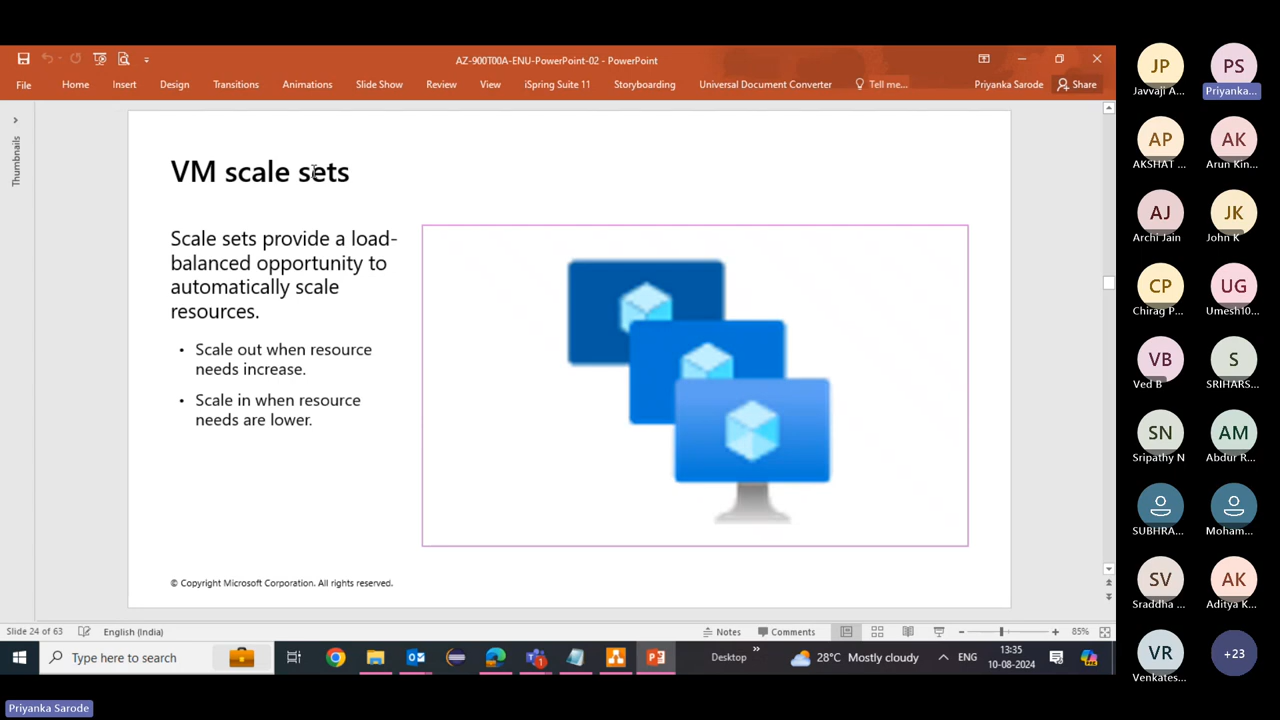 AZ-900T00A-ENU-PowerPoint-02 - PowerPoint
File Home Insert Design Transitions Animations Slide Show Review View iSpring Suite 11 Storyboarding Universal Document Converter Tell me... Priyanka Sarode Share
Thumbnails
VM scale sets
Scale sets provide a load-
balanced opportunity to
automatically scale
resources.
• Scale out when resource
needs increase.
• Scale in when resource
needs are lower.
© Copyright Microsoft Corporation. All rights reserved.
Slide 24 of 63 English (India) Notes Comments 85%
Type here to search
1
Desktop
28°C Mostly cloudy
ENG
13:35
10-08-2024
Priyanka Sarode
JP PS
Javvaji A... Priyanka...
AP AK
AKSHAT ... Arun Kin...
AJ JK
Archi Jain John K
CP UG
Chirag P... Umesh10...
VB S
Ved B SRIHARS...
SN AM
Sripathy N Abdur R...
SUBHRA... Moham...
SV AK
Sraddha ... Aditya K...
VR +23
Venkates...